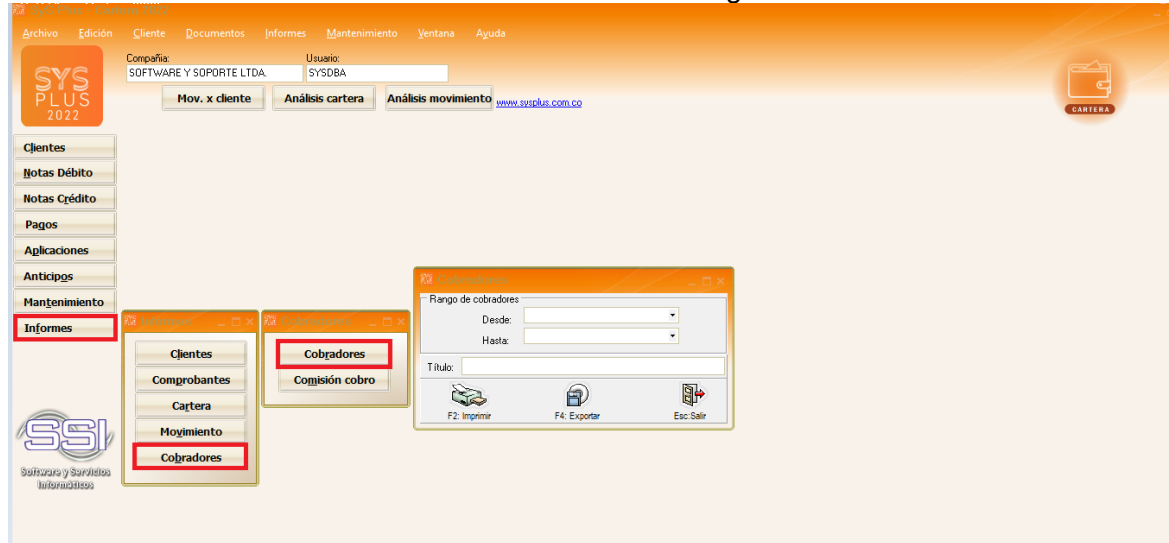 Archivo Edición Cliente Documentos Informes Mantenimiento Ventana Ayuda
SYS
PLUS
2022
Compañia: Usuario:
SOFTWARE Y SOPORTE LTDA. SYSDBA
Mov. x cliente Análisis cartera Análisis movimiento www.sysplus.com.co
CARTERA
Clientes
Notas Débito
Notas Crédito
Pagos
Aplicaciones
Anticipos
Mantenimiento
Informes
Clientes
Comprobantes
Cartera
Movimiento
Cobradores
Cobradores
Comisión cobro
Rango de cobradores
Desde:
Hasta:
Título:
F2: Imprimir F4: Exportar Esc:Salir
SSI
Software y Servicios
Informáticos